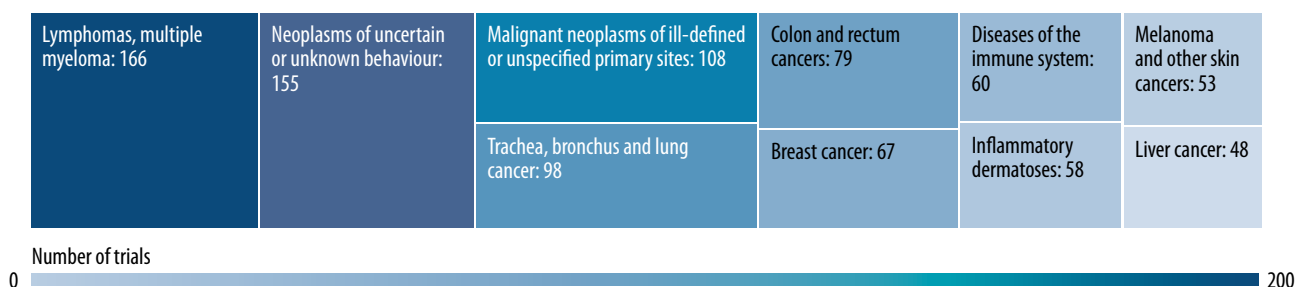 Lymphomas, multiple
myeloma: 166
Neoplasms of uncertain
or unknown behaviour:
155
Malignant neoplasms of ill-defined
or unspecified primary sites: 108
Trachea, bronchus and lung
cancer: 98
Colon and rectum
cancers: 79
Breast cancer: 67
Diseases of the
immune system:
60
Inflammatory
dermatoses: 58
Melanoma
and other skin
cancers: 53
Liver cancer: 48
Number of trials
0
200